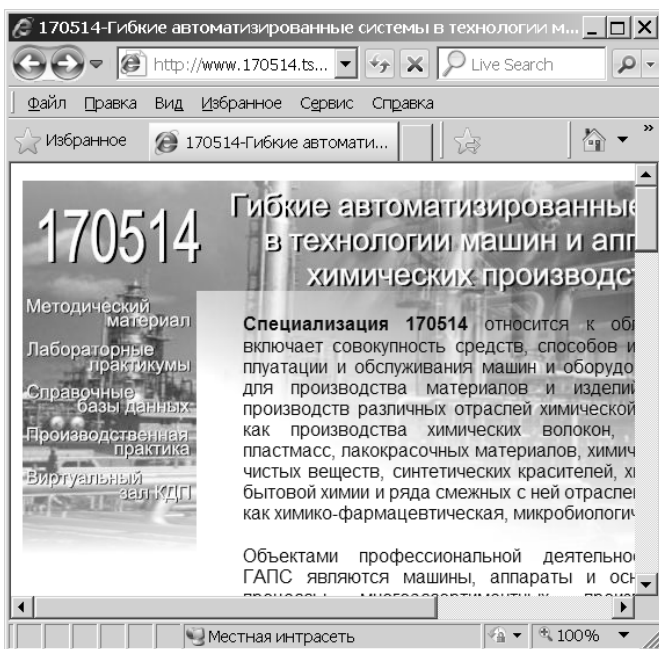 170514-Гибкие автоматизированные системы в технологии м...
http://www.170514.ts...
Live Search
Файл Правка Вид Избранное Сервис Справка
Избранное
170514-Гибкие автомати...
»
170514
Гибкие автоматизированные
в технологии машин и апп
химических производс
Методический
материал
Лабораторные
практикумы
Справочные
базы данных
Производственная
практика
Виртуальный
зал КДП
Специализация 170514 относится к об
включает совокупность средств, способов и
плуатации и обслуживания машин и оборудо
для производства материалов и изделий
производств различных отраслей химической
как производства химических волокон,
пластмасс, лакокрасочных материалов, химич
чистых веществ, синтетических красителей, х
бытовой химии и ряда смежных с ней отрасле
как химико-фармацевтическая, микробиологич
Объектами профессиональной деятельно
ГАПС являются машины, аппараты и осн
Местная интрасеть
100%